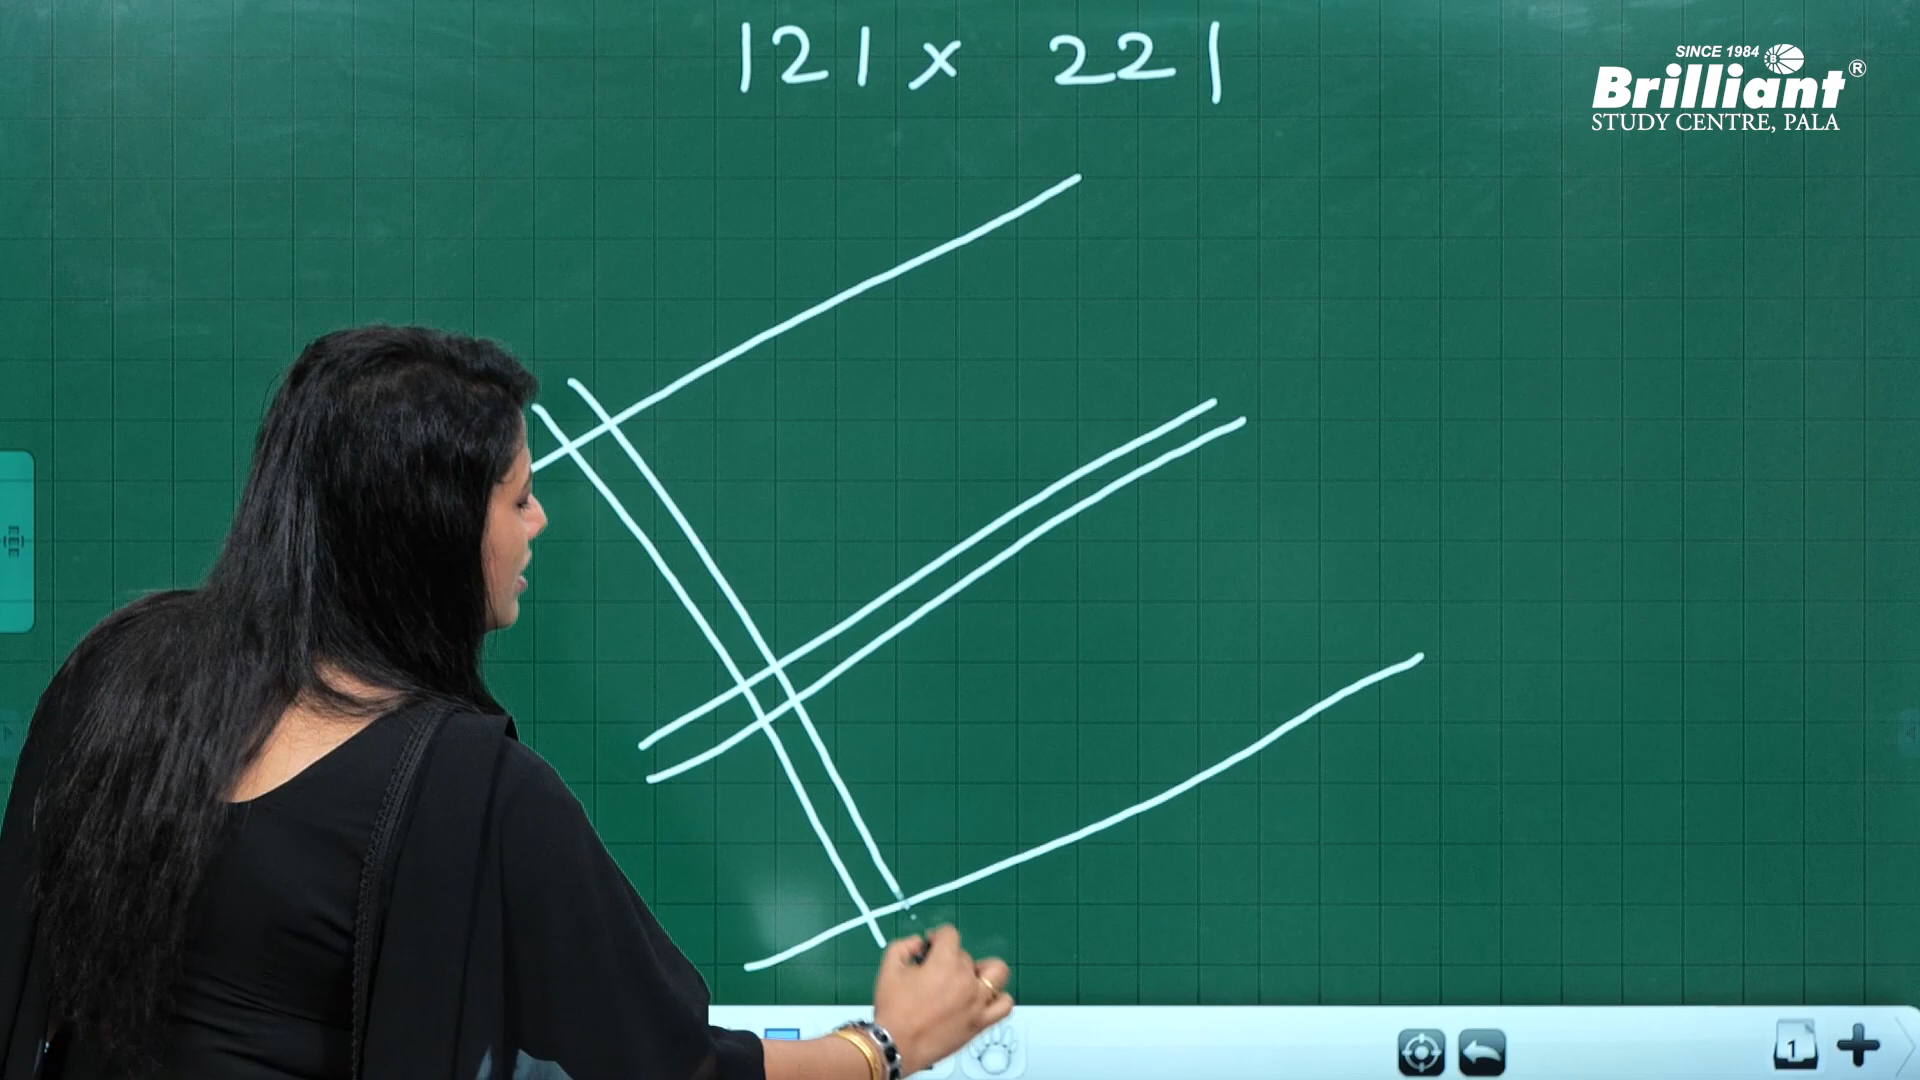 121 x 221
SINCE 1984
Brilliant®
STUDY CENTRE, PALA
1